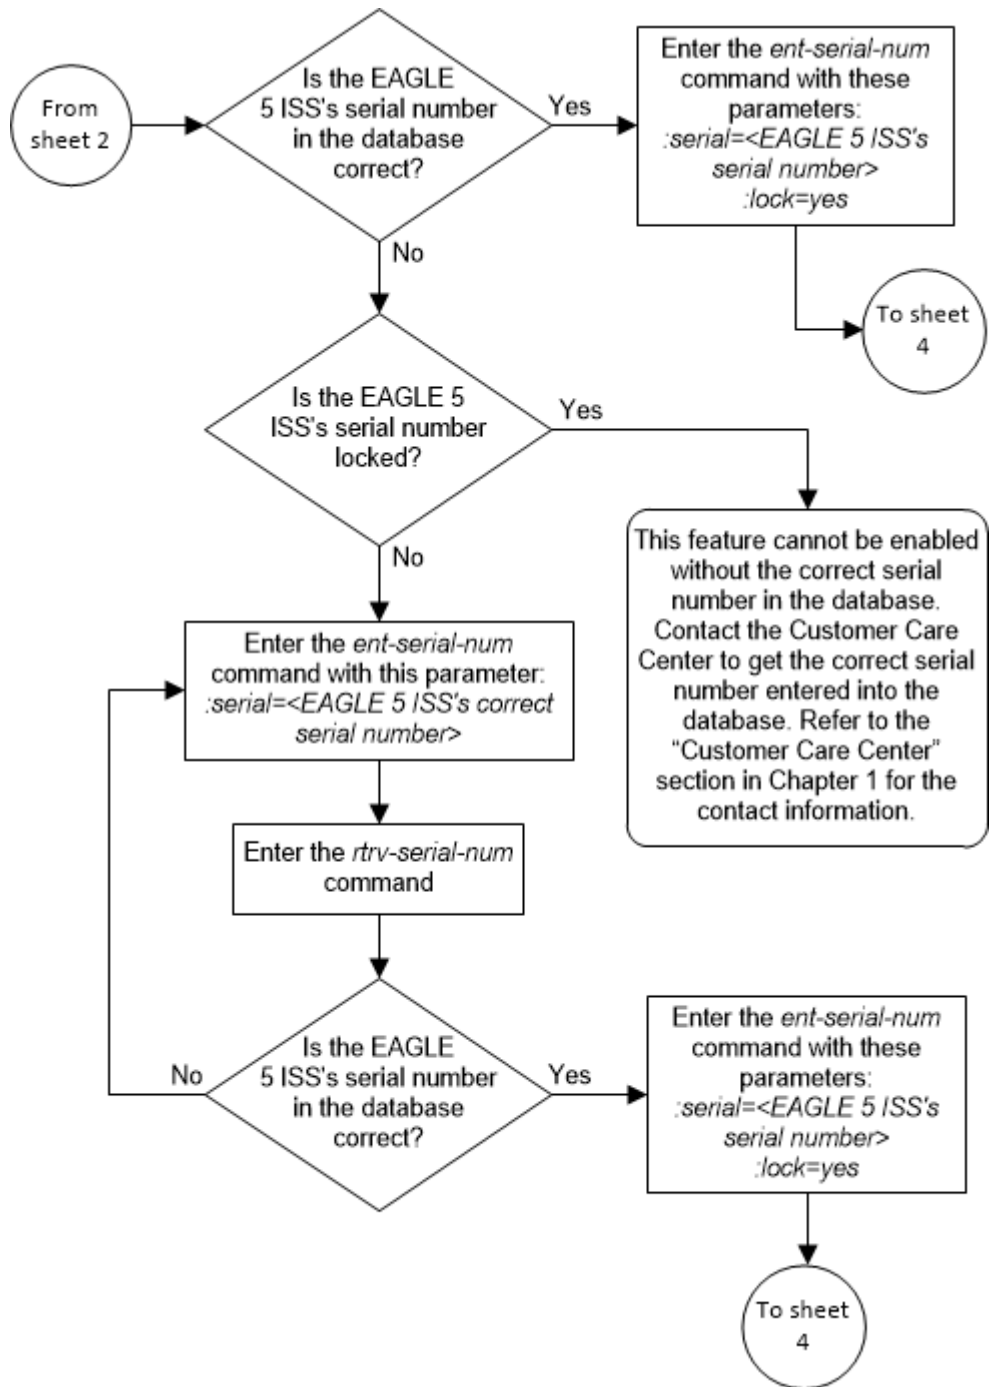 From
sheet 2
Is the EAGLE
5 ISS's serial number
in the database
correct?
Yes
Enter the ent-serial-num
command with these
parameters:
:serial=<EAGLE 5 ISS's
serial number>
:lock=yes
To sheet
4
No
Is the EAGLE 5
ISS's serial number
locked?
Yes
This feature cannot be enabled
without the correct serial
number in the database.
Contact the Customer Care
Center to get the correct serial
number entered into the
database. Refer to the
“Customer Care Center”
section in Chapter 1 for the
contact information.
No
Enter the ent-serial-num
command with this parameter:
:serial=<EAGLE 5 ISS's correct
serial number>
Enter the rtrv-serial-num
command
Is the EAGLE
5 ISS's serial number
in the database
correct?
No
Yes
Enter the ent-serial-num
command with these
parameters:
:serial=<EAGLE 5 ISS's
serial number>
:lock=yes
To sheet
4